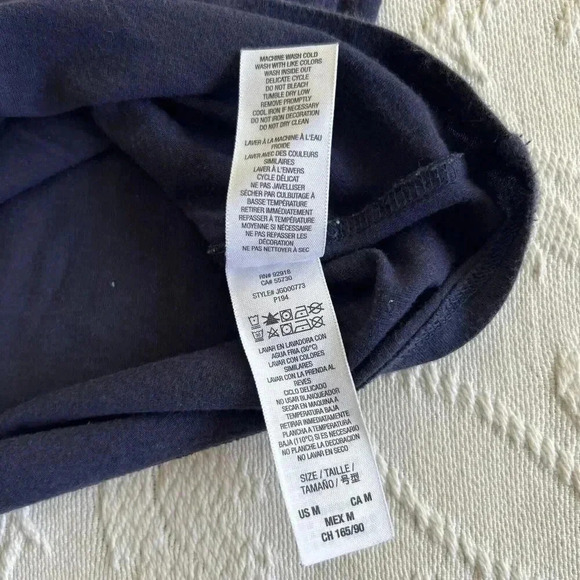 MACHINE WASH COLD
WASH WITH LIKE COLORS
WASH INSIDE OUT
DELICATE CYCLE
DO NOT BLEACH
TUMBLE DRY LOW
REMOVE PROMPTLY
COOL IRON IF NECESSARY
DO NOT IRON DECORATION
DO NOT DRY CLEAN
LAVER À LA MACHINE À L'EAU
FROIDE
LAVER AVEC DES COULEURS
SIMILAIRES
LAVER À L'ENVERS
CYCLE DÉLICAT
NE PAS JAVELLISER
SÉCHER PAR CULBUTAGE À
BASSE TEMPÉRATURE
RETIRER IMMÉDIATEMENT
REPASSER À TEMPÉRATURE
MOYENNE SI NÉCESSAIRE
NE PAS REPASSER LES
DÉCORATION
NE PAS NETTOYER À SEC
RN# 92916
CA# 55730
STYLE# JG000773
P194
LAVAR EN LAVADORA CON
AGUA FRIA (30°C)
LAVAR CON COLORES
SIMILARES
LAVAR CON LA PRENDA AL
REVÉS
CICLO DELICADO
NO USAR BLANQUEADOR
SECAR EN MAQUINA A
TEMPERATURA BAJA
RETIRAR INMEDIATAMENTE
PLANCHA A TEMPERATURA
BAJA (110°C) SI ES NECESARIO
NO PLANCHE LA DECORACION
NO LAVAR EN SECO
SIZE / TAILLE /
TAMAÑO / 号型
US M CA M
MEX M
CH 165/90